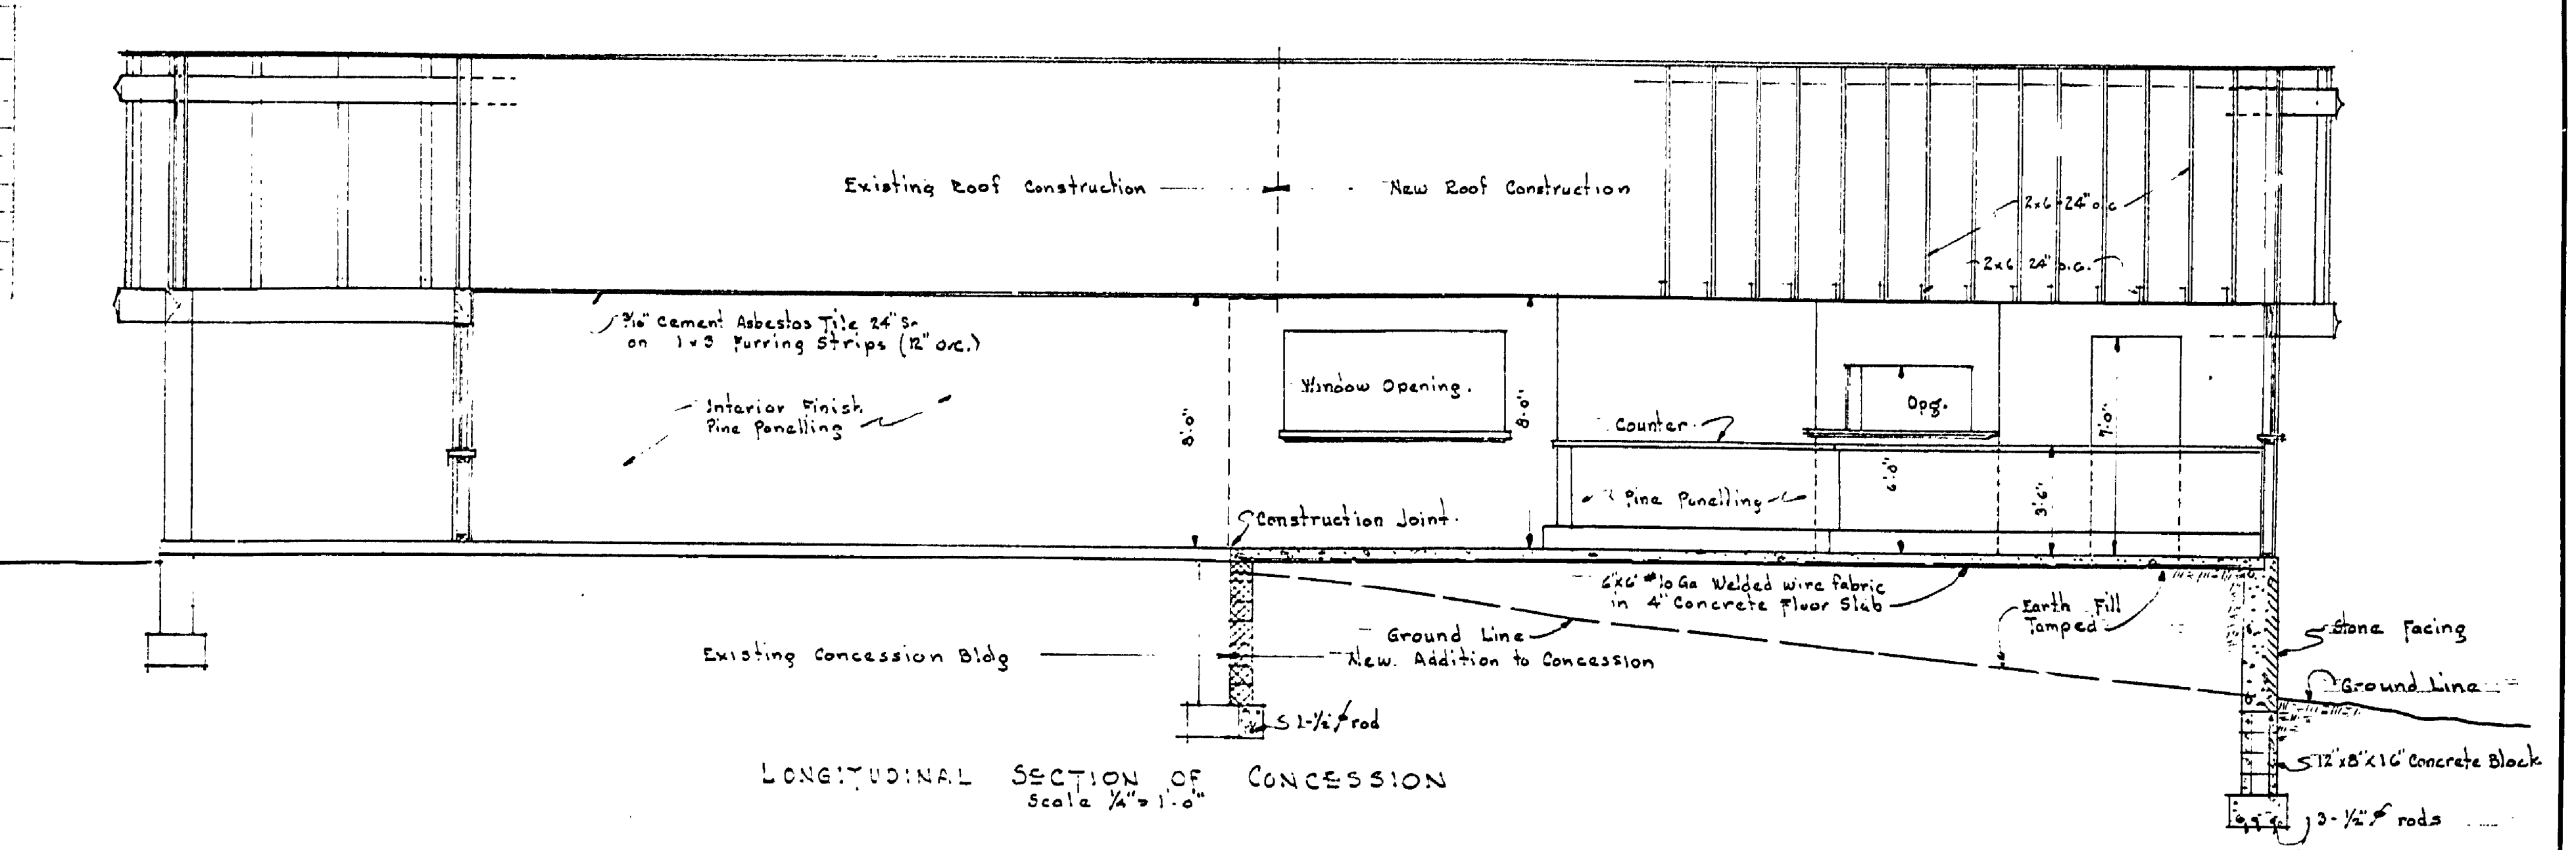 Existing Roof Construction
New Roof Construction
2x6 24" o.c
2x6 24" o.c.
3/16" Cement Asbestos Tile 24" Sq
on 1x3 Furring Strips (12" o.c.)
Interior Finish
Pine Panelling
8'-0"
Window Opening.
8'-0"
Counter
Opg.
7'-0"
Pine Panelling
6'-0"
3'-6"
Construction Joint.
6"x6" #10 Ga Welded wire fabric
in 4" Concrete Floor Slab
Earth Fill
Tamped
Stone Facing
Ground Line
Existing Concession Bldg
New Addition to Concession
Ground Line
2-1/2" ϕ rod
12"x8"x16" Concrete Block
3-1/2" ϕ rods
LONGITUDINAL SECTION OF CONCESSION
Scale 1/4" = 1'-0"